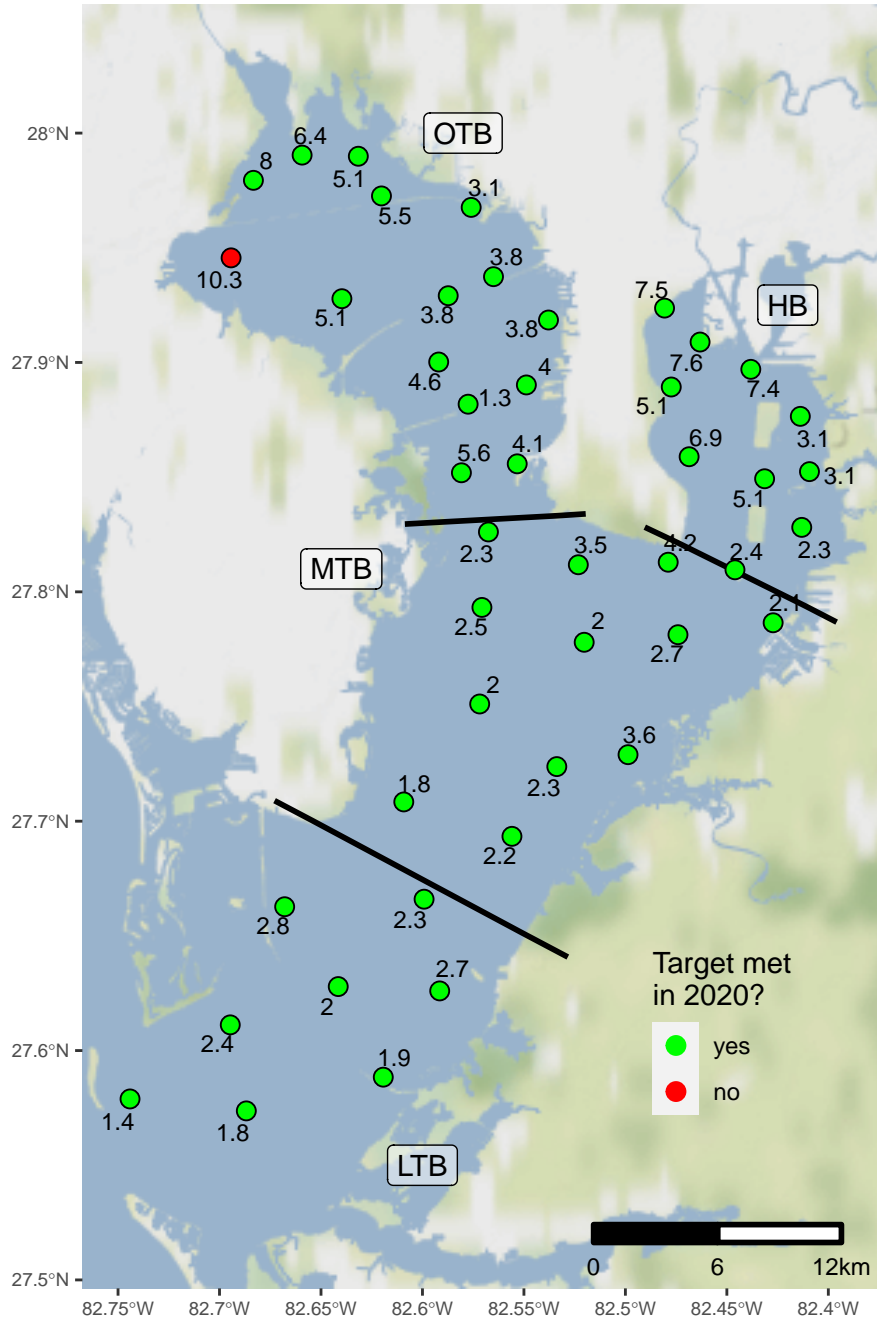 28°N
27.9°N
27.8°N
27.7°N
27.6°N
27.5°N
OTB
6.4
8
5.1
5.5
3.1
10.3
3.8
5.1
3.8
3.8
4.6
4
1.3
5.6
4.1
HB
7.5
7.6
7.4
5.1
3.1
6.9
5.1
3.1
2.3
MTB
2.3
3.5
4.2
2.4
2.1
2.5
2
2.7
2
3.6
2.3
1.8
2.2
2.8
2.3
2.7
2
2.4
1.9
1.4
1.8
LTB
Target met
in 2020?
yes
no
0 6 12km
82.75°W 82.7°W 82.65°W 82.6°W 82.55°W 82.5°W 82.45°W 82.4°W